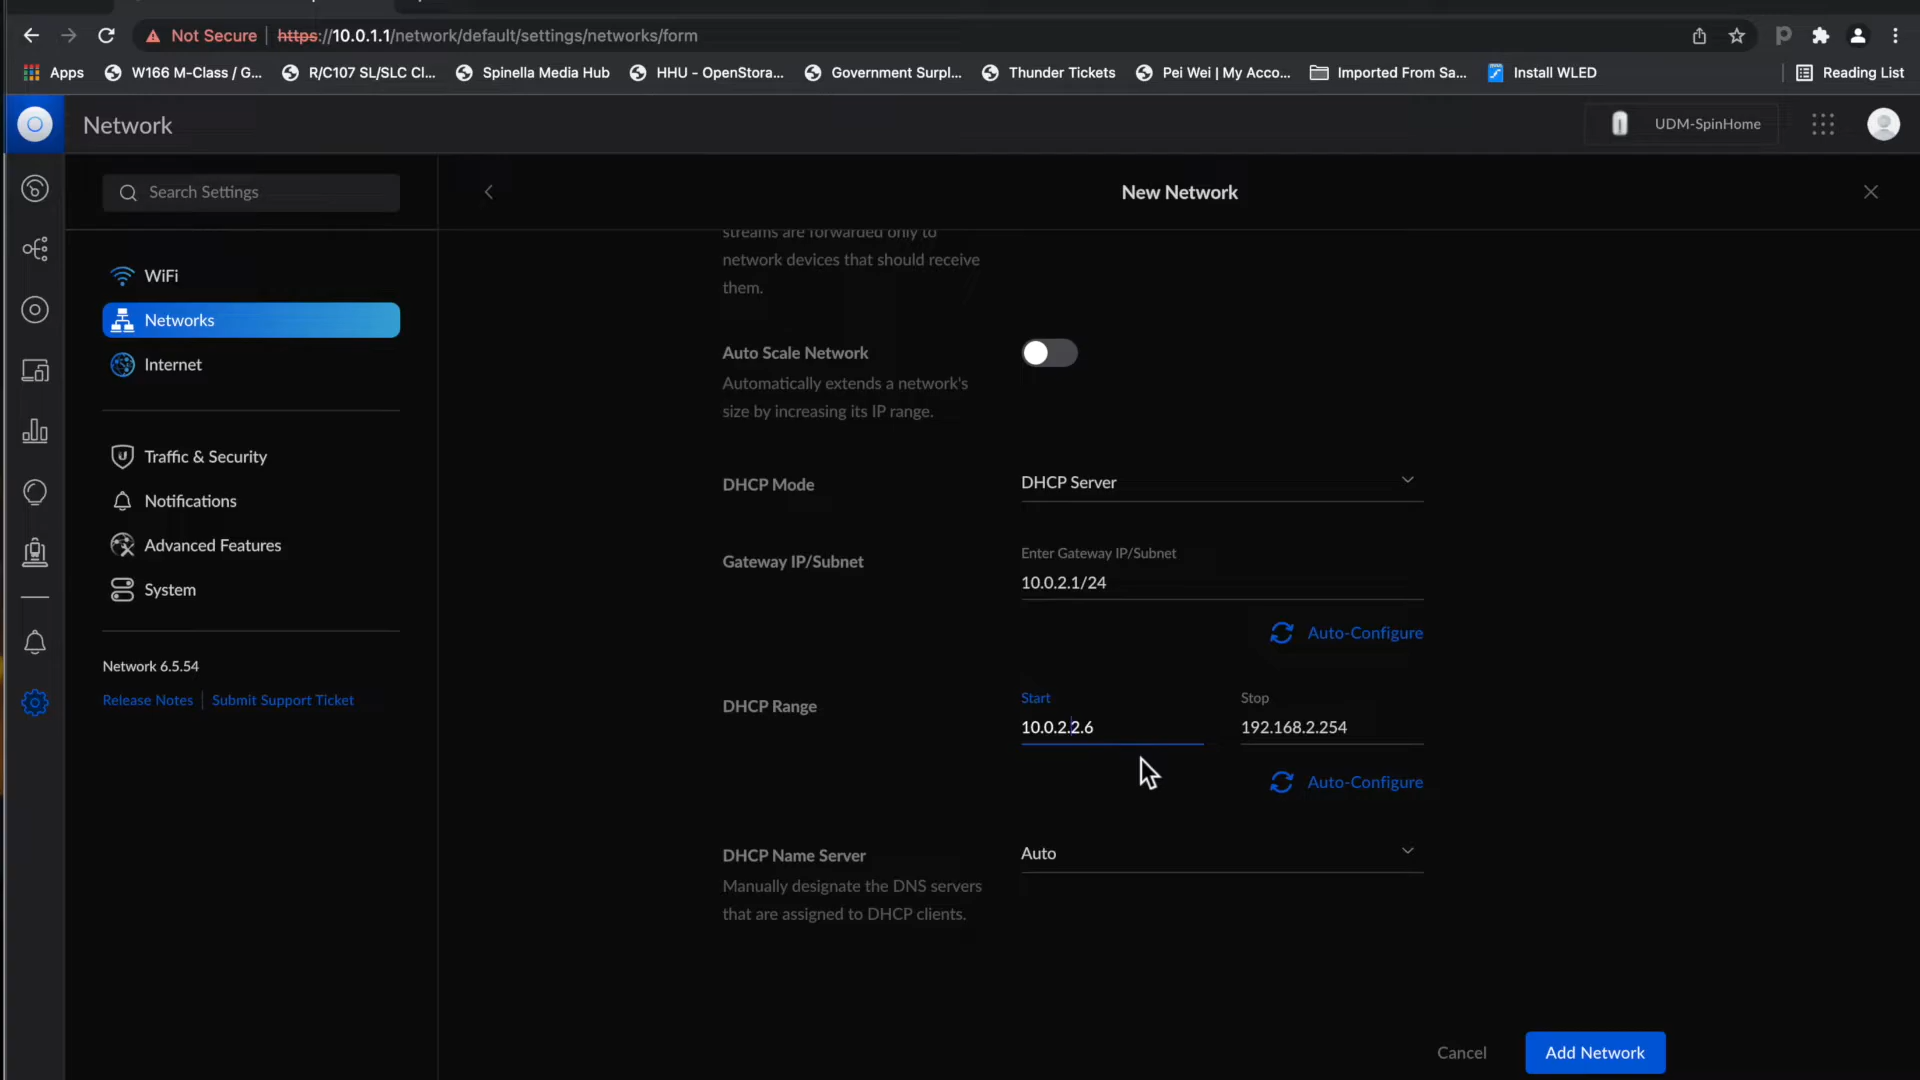 Not Secure
https://10.0.1.1/network/default/settings/networks/form
Apps
W166 M-Class / G...
R/C107 SL/SLC Cl...
Spinella Media Hub
HHU - OpenStora...
Government Surpl...
Thunder Tickets
Pei Wei | My Acco...
Imported From Sa...
Install WLED
Reading List
Network
UDM-SpinHome
Search Settings
New Network
WiFi
Networks
Internet
Traffic & Security
Notifications
Advanced Features
System
Network 6.5.54
Release Notes
Submit Support Ticket
streams are forwarded only to
network devices that should receive
them.
Auto Scale Network
Automatically extends a network's
size by increasing its IP range.
DHCP Mode
DHCP Server
Gateway IP/Subnet
Enter Gateway IP/Subnet
10.0.2.1/24
Auto-Configure
DHCP Range
Start
10.0.2.2.6
Stop
192.168.2.254
Auto-Configure
DHCP Name Server
Manually designate the DNS servers
that are assigned to DHCP clients.
Auto
Cancel
Add Network